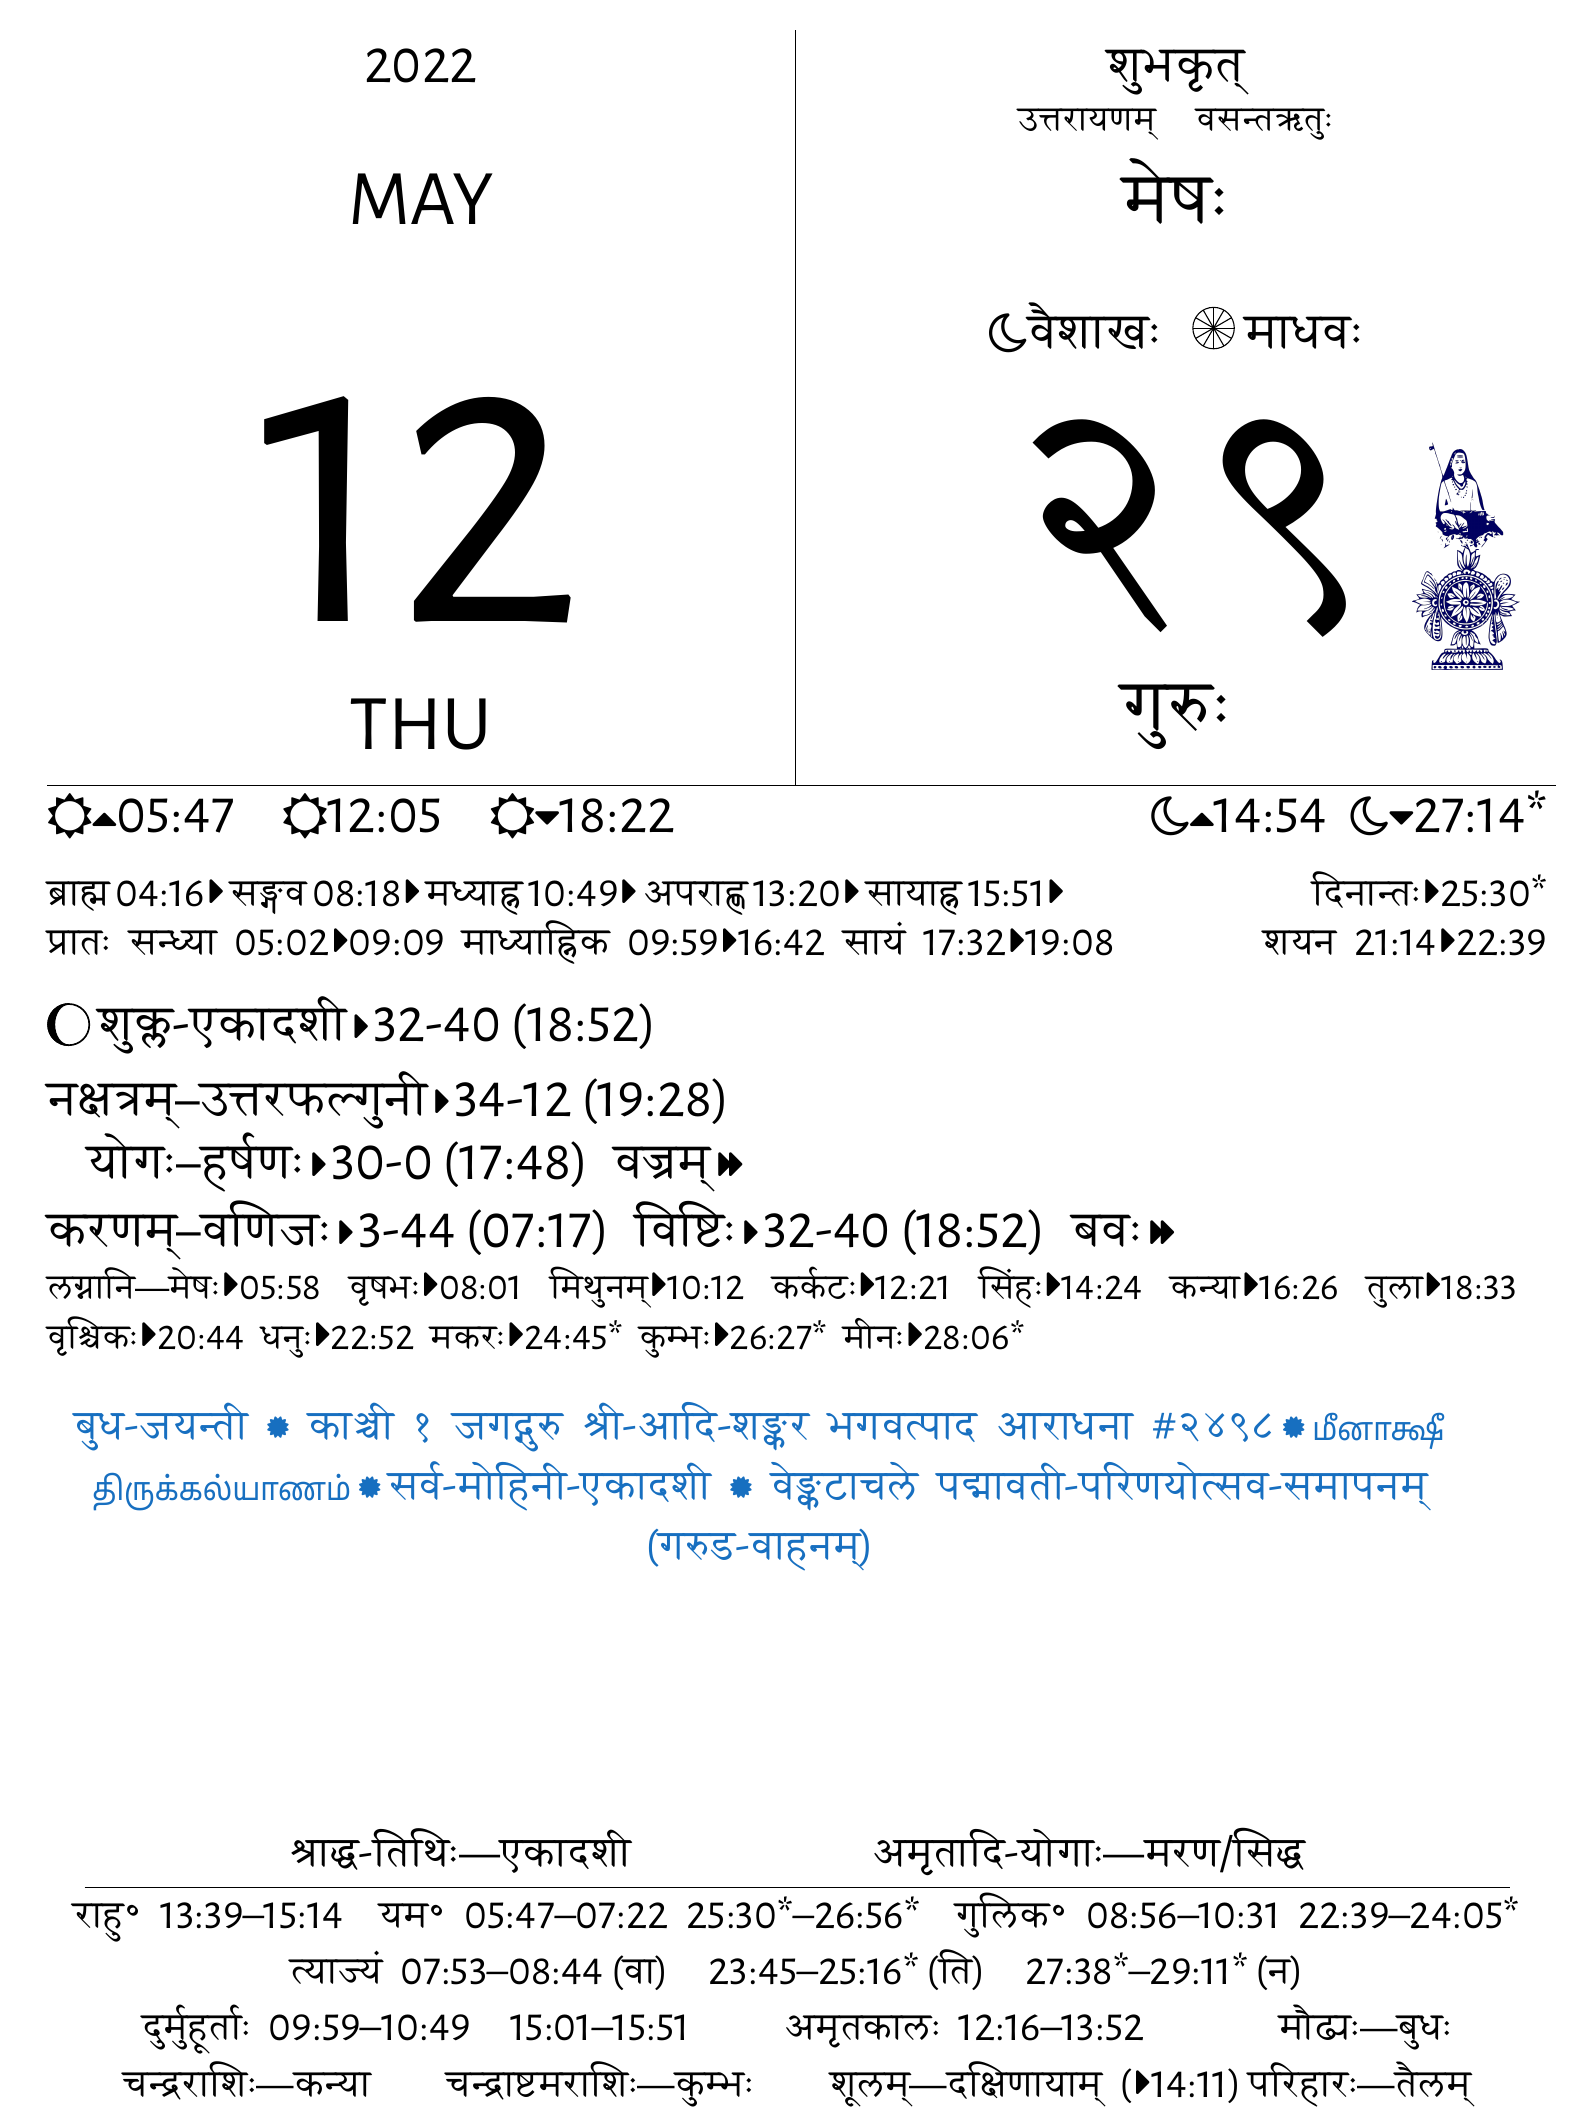 2022
MAY
12
THU
शुभकृत्
उत्तरायणम् वसन्तऋतुः
मेषः
वैशाखः माधवः
२९
गुरुः
05:47 12:05 18:22 14:54 27:14*
ब्राह्म 04:16 सङ्गव 08:18 मध्याह्न 10:49 अपराह्ण 13:20 सायाह्न 15:51 दिनान्तः 25:30*
प्रातः सन्ध्या 05:02 09:09 माध्याह्निक 09:59 16:42 सायं 17:32 19:08 शयन 21:14 22:39
शुक्ल-एकादशी 32-40 (18:52)
नक्षत्रम्–उत्तरफल्गुनी 34-12 (19:28)
योगः–हर्षणः 30-0 (17:48) वज्रम्
करणम्–वणिजः 3-44 (07:17) विष्टिः 32-40 (18:52) बवः
लग्नानि—मेषः 05:58 वृषभः 08:01 मिथुनम् 10:12 कर्कटः 12:21 सिंहः 14:24 कन्या 16:26 तुला 18:33
वृश्चिकः 20:44 धनुः 22:52 मकरः 24:45* कुम्भः 26:27* मीनः 28:06*
बुध-जयन्ती ✹ काञ्ची १ जगद्गुरु श्री-आदि-शङ्कर भगवत्पाद आराधना #२४९८ ✹ மீனாக்ஷீ
திருக்கல்யாணம் ✹ सर्व-मोहिनी-एकादशी ✹ वेङ्कटाचले पद्मावती-परिणयोत्सव-समापनम्
(गरुड-वाहनम्)
श्राद्ध-तिथिः—एकादशी अमृतादि-योगाः—मरण/सिद्ध
राहु° 13:39–15:14 यम° 05:47–07:22 25:30*–26:56* गुलिक° 08:56–10:31 22:39–24:05*
त्याज्यं 07:53–08:44 (वा) 23:45–25:16* (ति) 27:38*–29:11* (न)
दुर्मुहूर्ताः 09:59–10:49 15:01–15:51 अमृतकालः 12:16–13:52 मौढ्यः—बुधः
चन्द्रराशिः—कन्या चन्द्राष्टमराशिः—कुम्भः शूलम्—दक्षिणायाम् (14:11) परिहारः—तैलम्